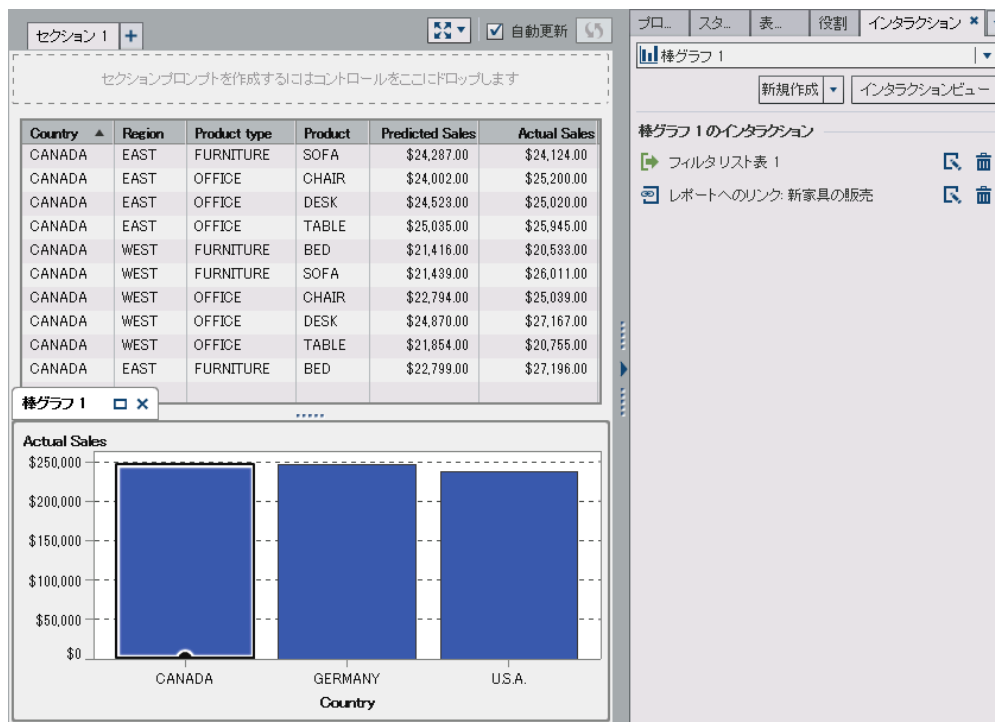 セクション 1 +
自動更新
セクションプロンプトを作成するにはコントロールをここにドロップします
Country Region Product type Product Predicted Sales Actual Sales
CANADA EAST FURNITURE SOFA $24,287.00 $24,124.00
CANADA EAST OFFICE CHAIR $24,002.00 $25,200.00
CANADA EAST OFFICE DESK $24,523.00 $25,020.00
CANADA EAST OFFICE TABLE $25,035.00 $25,945.00
CANADA WEST FURNITURE BED $21,416.00 $20,533.00
CANADA WEST FURNITURE SOFA $21,439.00 $26,011.00
CANADA WEST OFFICE CHAIR $22,794.00 $25,039.00
CANADA WEST OFFICE DESK $24,870.00 $27,167.00
CANADA WEST OFFICE TABLE $21,854.00 $20,755.00
CANADA EAST FURNITURE BED $22,799.00 $27,196.00
棒グラフ 1
Actual Sales
$250,000
$200,000
$150,000
$100,000
$50,000
$0
CANADA GERMANY U.S.A.
Country
プロ... スタ... 表... 役割 インタラクション
棒グラフ 1
新規作成 インタラクションビュー
棒グラフ 1 のインタラクション
フィルタ リスト表 1
レポートへのリンク: 新家具の販売